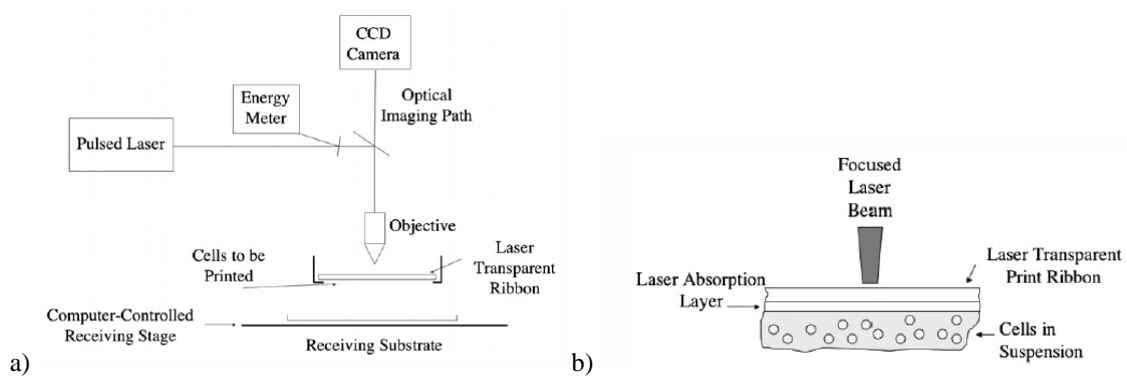 CCD
Camera
Energy
Meter
Optical
Imaging Path
Pulsed Laser
Objective
Cells to be
Printed
Laser
Transparent
Ribbon
Computer-Controlled
Receiving Stage
Receiving Substrate
a)
Focused
Laser
Beam
Laser Absorption
Layer
Laser Transparent
Print Ribbon
Cells in
Suspension
b)